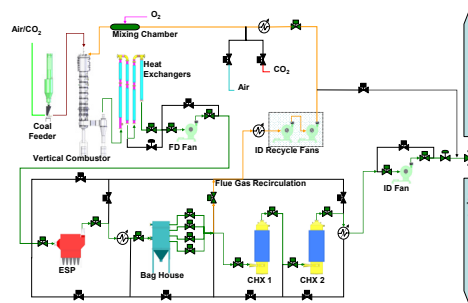 O2
Air/CO2
Mixing Chamber
Heat
Exchangers
CO2
Air
Coal
Feeder
FD Fan
Vertical Combustor
ID Recycle Fans
Flue Gas Recirculation
ID Fan
ESP
Bag House
CHX 1
CHX 2